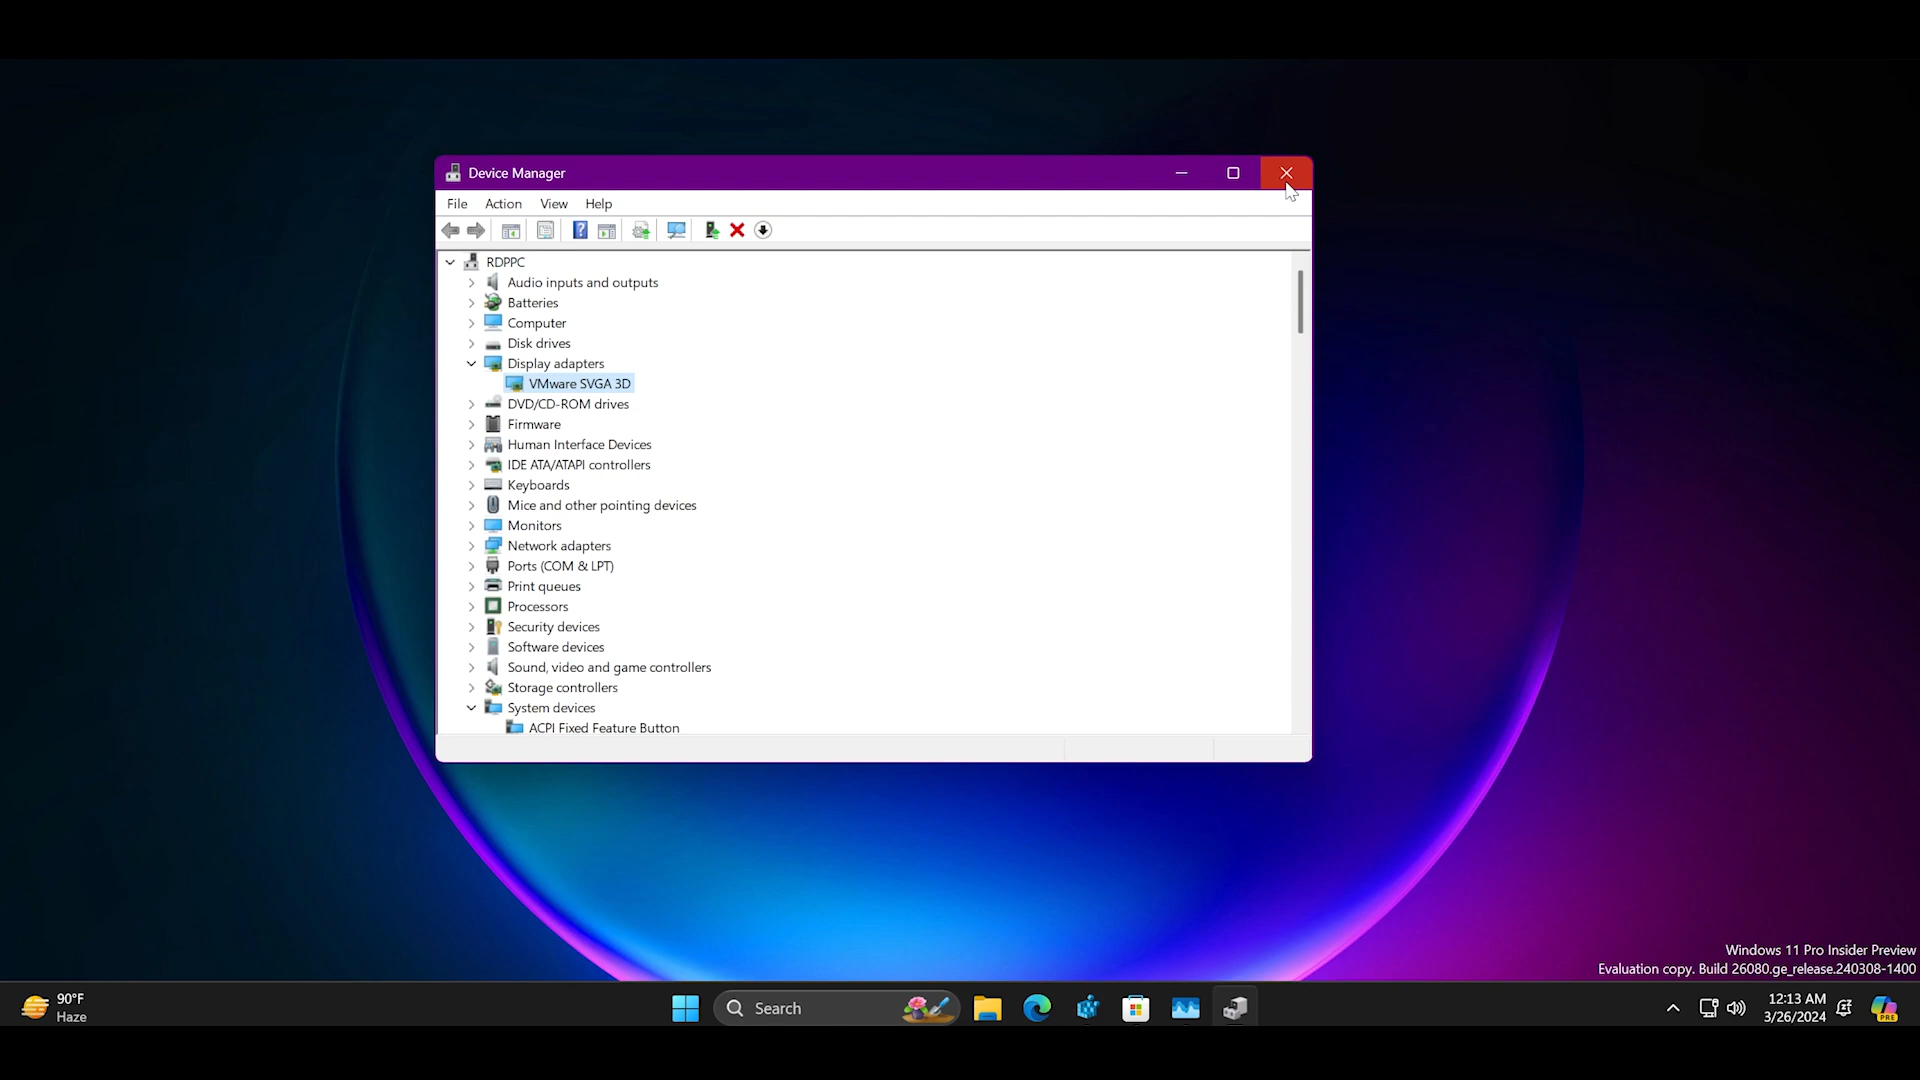 Device Manager
File Action View Help
RDPPC
Audio inputs and outputs
Batteries
Computer
Disk drives
Display adapters
VMware SVGA 3D
DVD/CD-ROM drives
Firmware
Human Interface Devices
IDE ATA/ATAPI controllers
Keyboards
Mice and other pointing devices
Monitors
Network adapters
Ports (COM & LPT)
Print queues
Processors
Security devices
Software devices
Sound, video and game controllers
Storage controllers
System devices
ACPI Fixed Feature Button
Windows 11 Pro Insider Preview
Evaluation copy. Build 26080.ge_release.240308-1400
90°F
Haze
Search
12:13 AM
3/26/2024
PRE